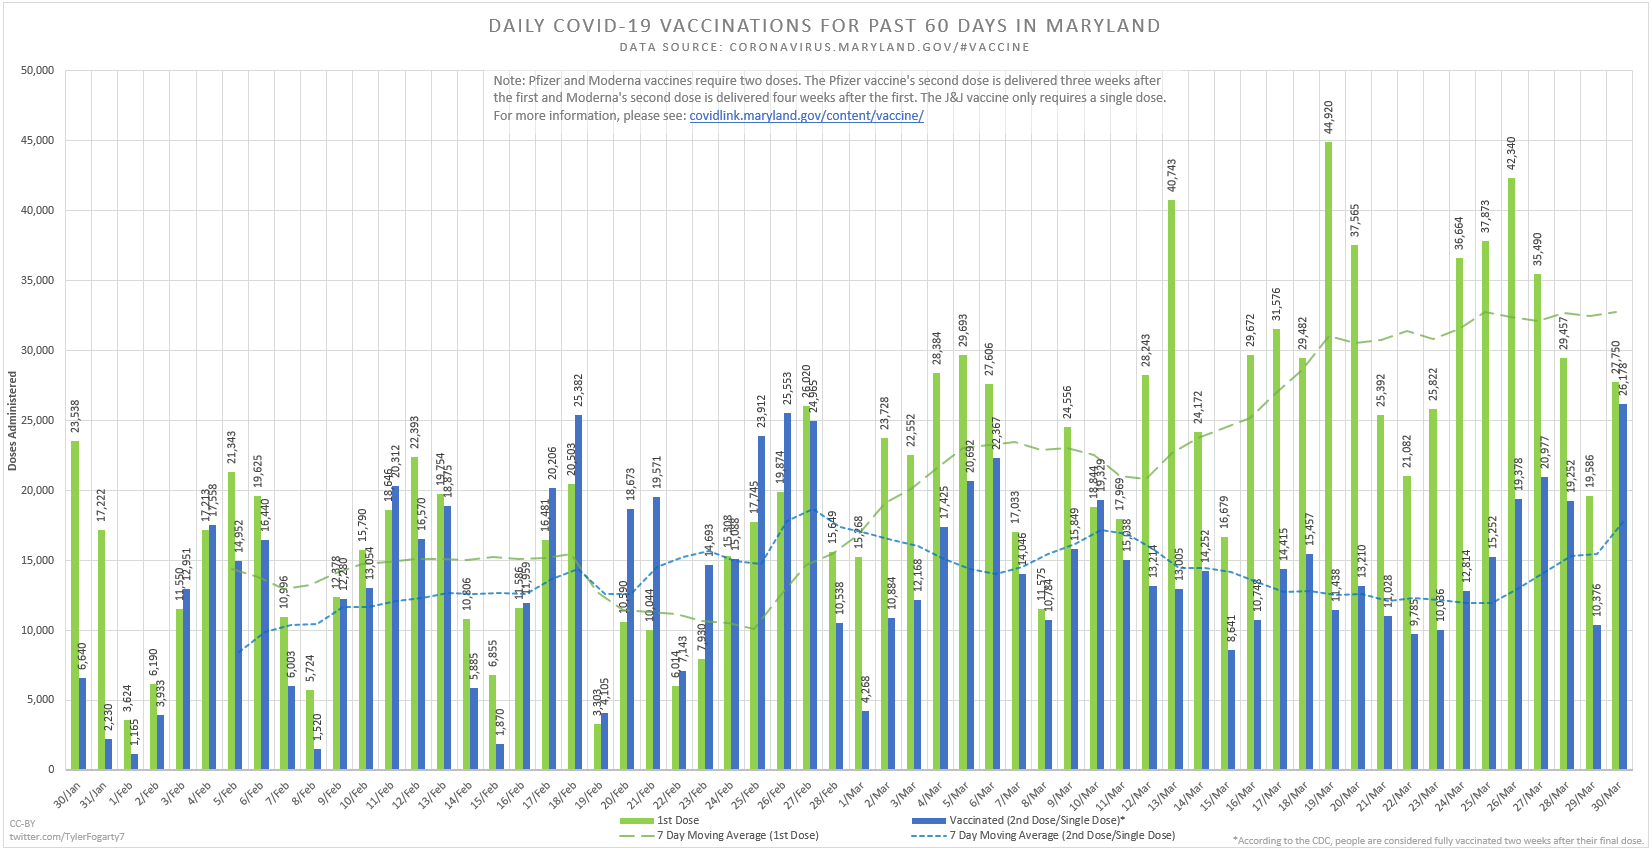 DAILY COVID-19 VACCINATIONS FOR PAST 60 DAYS IN MARYLAND
DATA SOURCE: CORONAVIRUS.MARYLAND.GOV/#VACCINE
Note: Pfizer and Moderna vaccines require two doses. The Pfizer vaccine's second dose is delivered three weeks after
the first and Moderna's second dose is delivered four weeks after the first. The J&J vaccine only requires a single dose.
For more information, please see: covidlink.maryland.gov/content/vaccine/
Doses Administered
50,000
45,000
40,000
35,000
30,000
25,000
20,000
15,000
10,000
5,000
0
23,538
6,640
17,222
2,230
3,624
1,165
6,190
3,933
11,550
12,951
17,213
17,558
21,343
14,952
19,625
16,440
10,996
6,003
5,724
1,520
12,378
12,280
15,790
13,054
18,646
20,312
22,393
16,570
19,754
18,875
10,806
5,885
6,855
1,870
11,586
11,959
16,481
20,206
20,503
25,382
3,303
4,105
10,590
18,673
10,044
19,571
6,014
7,143
7,930
14,693
15,308
15,088
17,745
23,912
19,874
25,553
26,020
24,965
15,649
10,538
15,268
4,268
23,728
10,884
22,552
12,168
28,384
17,425
29,693
20,692
27,606
22,367
17,033
14,046
11,575
10,784
24,556
15,849
18,844
19,329
17,969
15,038
28,243
13,214
40,743
13,005
24,172
14,252
16,679
8,641
29,672
10,748
31,576
14,415
29,482
15,457
44,920
11,438
37,565
13,210
25,392
11,028
21,082
9,785
25,822
10,036
36,664
12,814
37,873
15,252
42,340
19,378
35,490
20,977
29,457
19,252
19,586
10,376
27,750
26,178
30/Jan
31/Jan
1/Feb
2/Feb
3/Feb
4/Feb
5/Feb
6/Feb
7/Feb
8/Feb
9/Feb
10/Feb
11/Feb
12/Feb
13/Feb
14/Feb
15/Feb
16/Feb
17/Feb
18/Feb
19/Feb
20/Feb
21/Feb
22/Feb
23/Feb
24/Feb
25/Feb
26/Feb
27/Feb
28/Feb
1/Mar
2/Mar
3/Mar
4/Mar
5/Mar
6/Mar
7/Mar
8/Mar
9/Mar
10/Mar
11/Mar
12/Mar
13/Mar
14/Mar
15/Mar
16/Mar
17/Mar
18/Mar
19/Mar
20/Mar
21/Mar
22/Mar
23/Mar
24/Mar
25/Mar
26/Mar
27/Mar
28/Mar
29/Mar
30/Mar
1st Dose
Vaccinated (2nd Dose/Single Dose)*
7 Day Moving Average (1st Dose)
7 Day Moving Average (2nd Dose/Single Dose)
CC-BY
twitter.com/TylerFogarty7
*According to the CDC, people are considered fully vaccinated two weeks after their final dose.